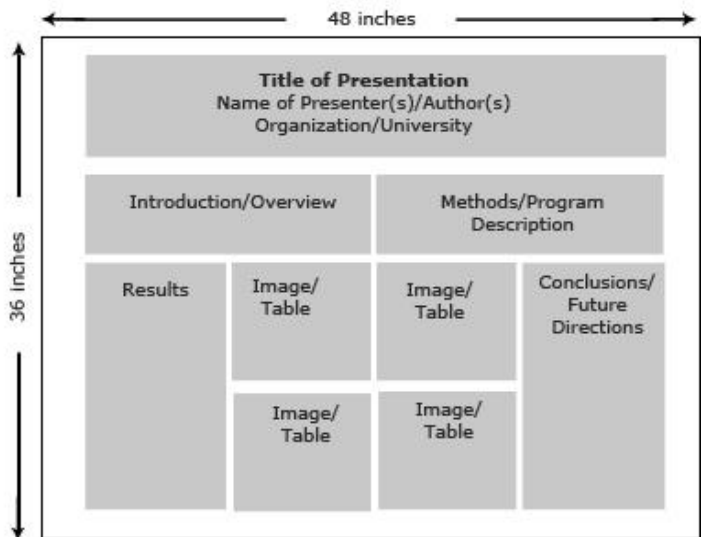 48 inches
36 inches
Title of Presentation
Name of Presenter(s)/Author(s)
Organization/University
Introduction/Overview
Methods/Program
Description
Results
Image/
Table
Image/
Table
Conclusions/
Future
Directions
Image/
Table
Image/
Table